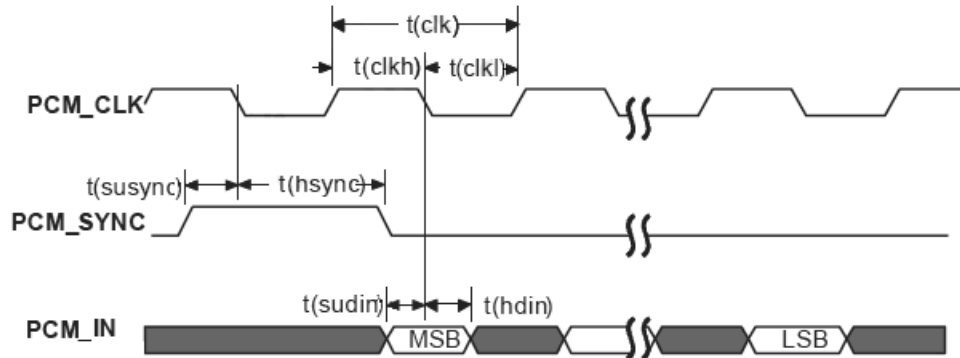 t(clk)
t(clkh)
t(clkl)
PCM_CLK
t(susync)
t(hsync)
PCM_SYNC
t(sudin)
t(hdin)
PCM_IN
MSB
LSB